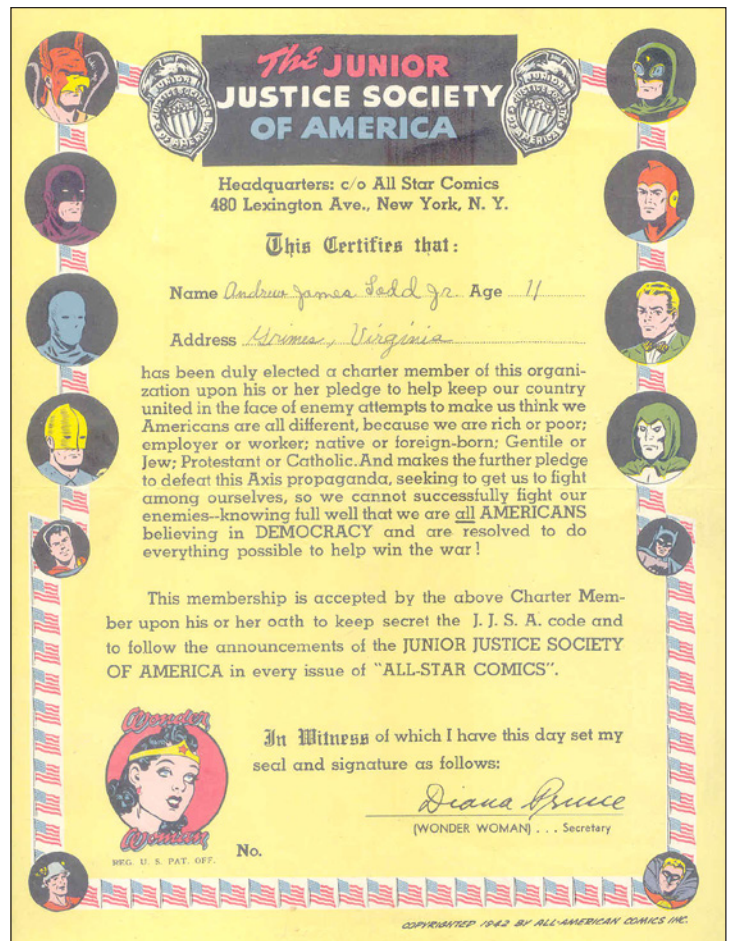 The JUNIOR
JUSTICE SOCIETY
OF AMERICA
JUNIOR
JUSTICE SOCIETY
OF AMERICA
JUNIOR
JUSTICE SOCIETY
OF AMERICA
Headquarters: c/o All Star Comics
480 Lexington Ave., New York, N. Y.
This Certifies that:
Name Andrew James Todd Jr. Age 11
Address Grimes, Virginia
has been duly elected a charter member of this organi-
zation upon his or her pledge to help keep our country
united in the face of enemy attempts to make us think we
Americans are all different, because we are rich or poor;
employer or worker; native or foreign-born; Gentile or
Jew; Protestant or Catholic. And makes the further pledge
to defeat this Axis propaganda, seeking to get us to fight
among ourselves, so we cannot successfully fight our
enemies--knowing full well that we are all AMERICANS
believing in DEMOCRACY and are resolved to do
everything possible to help win the war!
This membership is accepted by the above Charter Mem-
ber upon his or her oath to keep secret the J. J. S. A. code and
to follow the announcements of the JUNIOR JUSTICE SOCIETY
OF AMERICA in every issue of "ALL-STAR COMICS".
Wonder
Woman
REG. U. S. PAT. OFF.
In Witness of which I have this day set my
seal and signature as follows:
Diana Prince
(WONDER WOMAN) . . . Secretary
No.
COPYRIGHTED 1942 BY ALL-AMERICAN COMICS INC.